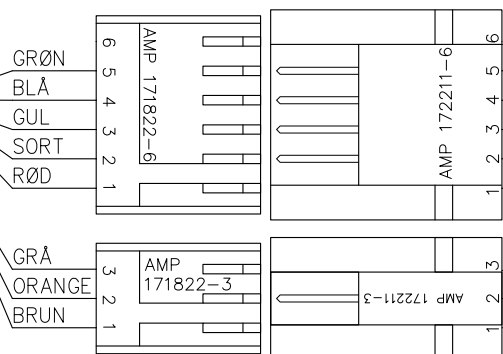 GRØN
BLÅ
GUL
SORT
RØD
6
5
4
3
2
1
AMP 171822-6
6
5
4
3
2
1
AMP 172211-6
GRÅ
ORANGE
BRUN
3
2
1
AMP
171822-3
AMP 172211-3
3
2
1